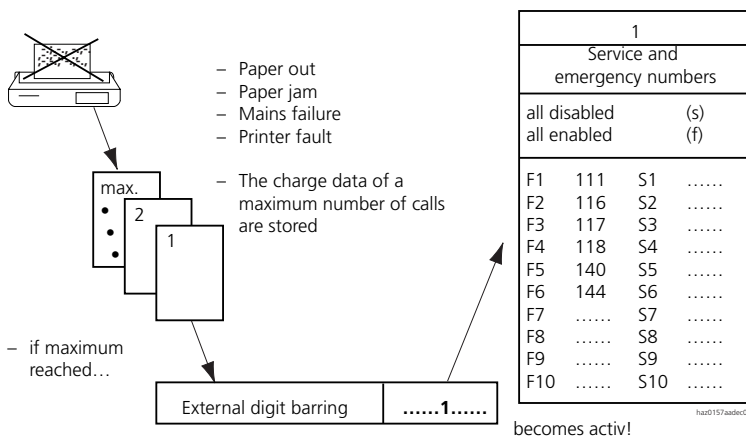 – Paper out
– Paper jam
– Mains failure
– Printer fault
– The charge data of a
maximum number of calls
are stored
max.
2
1
– if maximum
reached…
External digit barring ......1......
1
Service and
emergency numbers
all disabled (s)
all enabled (f)
F1 111 S1 ......
F2 116 S2 ......
F3 117 S3 ......
F4 118 S4 ......
F5 140 S5 ......
F6 144 S6 ......
F7 ...... S7 ......
F8 ...... S8 ......
F9 ...... S9 ......
F10 ...... S10 ......
becomes activ!